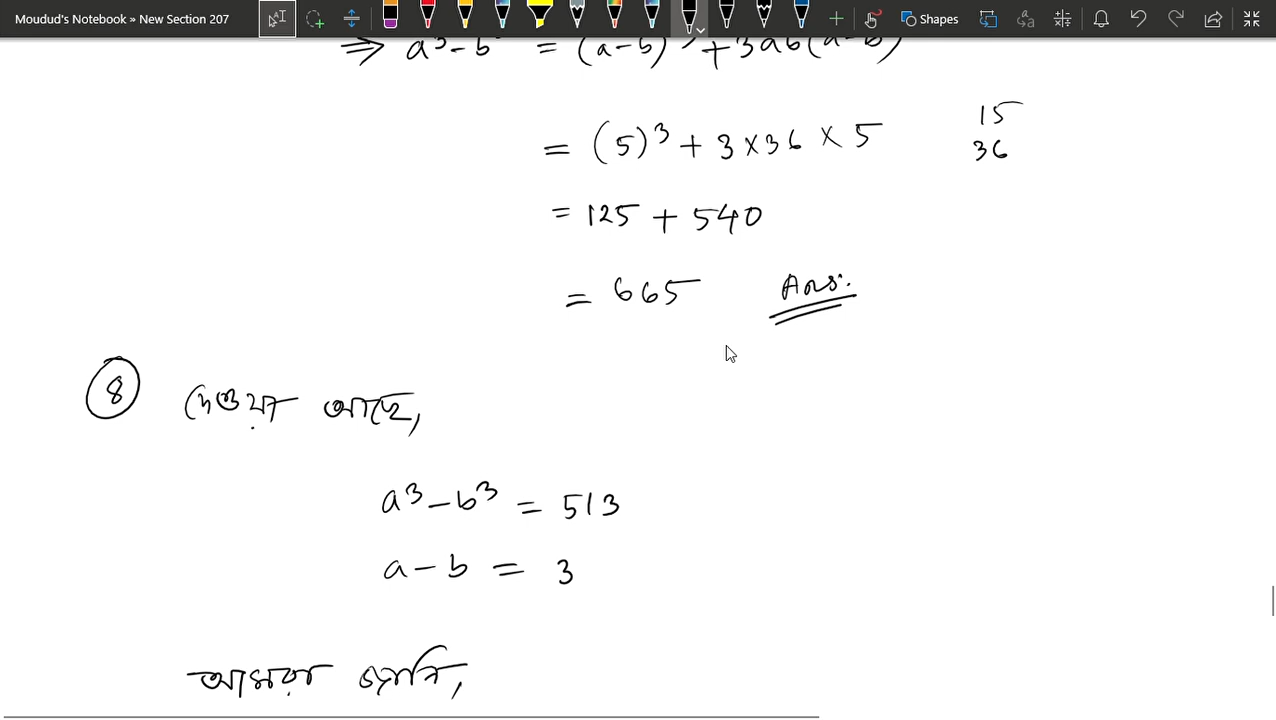 Moudud's Notebook » New Section 207
Shapes
⇒ a³-b³ = (a-b)³ + 3ab(a-b)
= (5)³ + 3×36×5
15
36
= 125 + 540
= 665 Ans:
8 দেওয়া আছে,
a³-b³ = 513
a-b = 3
আমরা জানি,